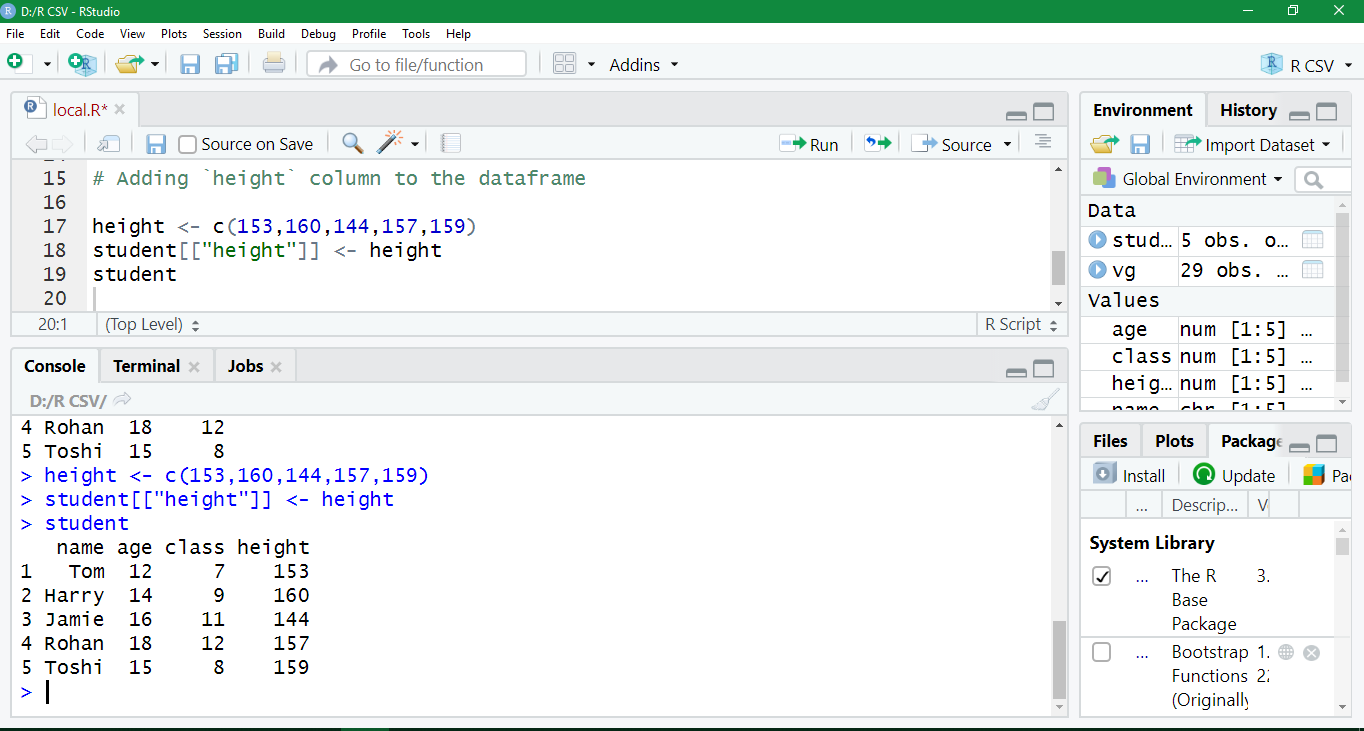 D:/R CSV - RStudio
File Edit Code View Plots Session Build Debug Profile Tools Help
Go to file/function Addins R CSV
local.R*
Source on Save Run Source
15 # Adding `height` column to the dataframe
16
17 height <- c(153,160,144,157,159)
18 student[["height"]] <- height
19 student
20
20:1 (Top Level) R Script
Console Terminal Jobs
D:/R CSV/
4 Rohan 18 12
5 Toshi 15 8
> height <- c(153,160,144,157,159)
> student[["height"]] <- height
> student
name age class height
1 Tom 12 7 153
2 Harry 14 9 160
3 Jamie 16 11 144
4 Rohan 18 12 157
5 Toshi 15 8 159
>
Environment History
Import Dataset
Global Environment
Data
stud… 5 obs. o…
vg 29 obs. …
Values
age num [1:5] …
class num [1:5] …
heig… num [1:5] …
name chr [1:5]
Files Plots Package
Install Update Pac
... Descrip... V
System Library
... The R 3.
Base
Package
... Bootstrap 1.
Functions
(Originally